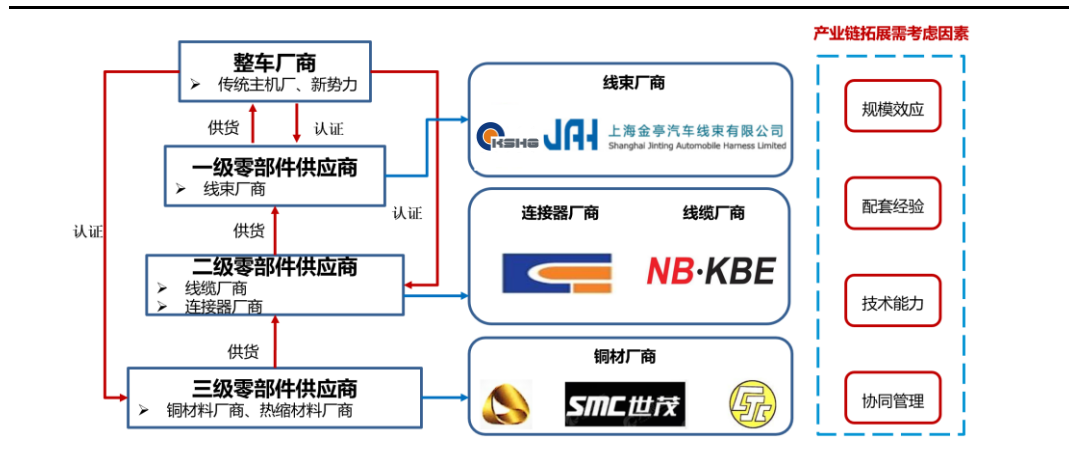 产业链拓展需考虑因素
整车厂商
➢ 传统主机厂、新势力
供货
认证
一级零部件供应商
➢ 线束厂商
认证
供货
认证
二级零部件供应商
➢ 线缆厂商
➢ 连接器厂商
供货
三级零部件供应商
➢ 铜材料厂商、热缩材料厂商
线束厂商
KSHG
JAH
上海金亭汽车线束有限公司
Shanghai Jinting Automobile Harness Limited
连接器厂商
线缆厂商
NB·KBE
铜材厂商
SMC世茂
规模效应
配套经验
技术能力
协同管理